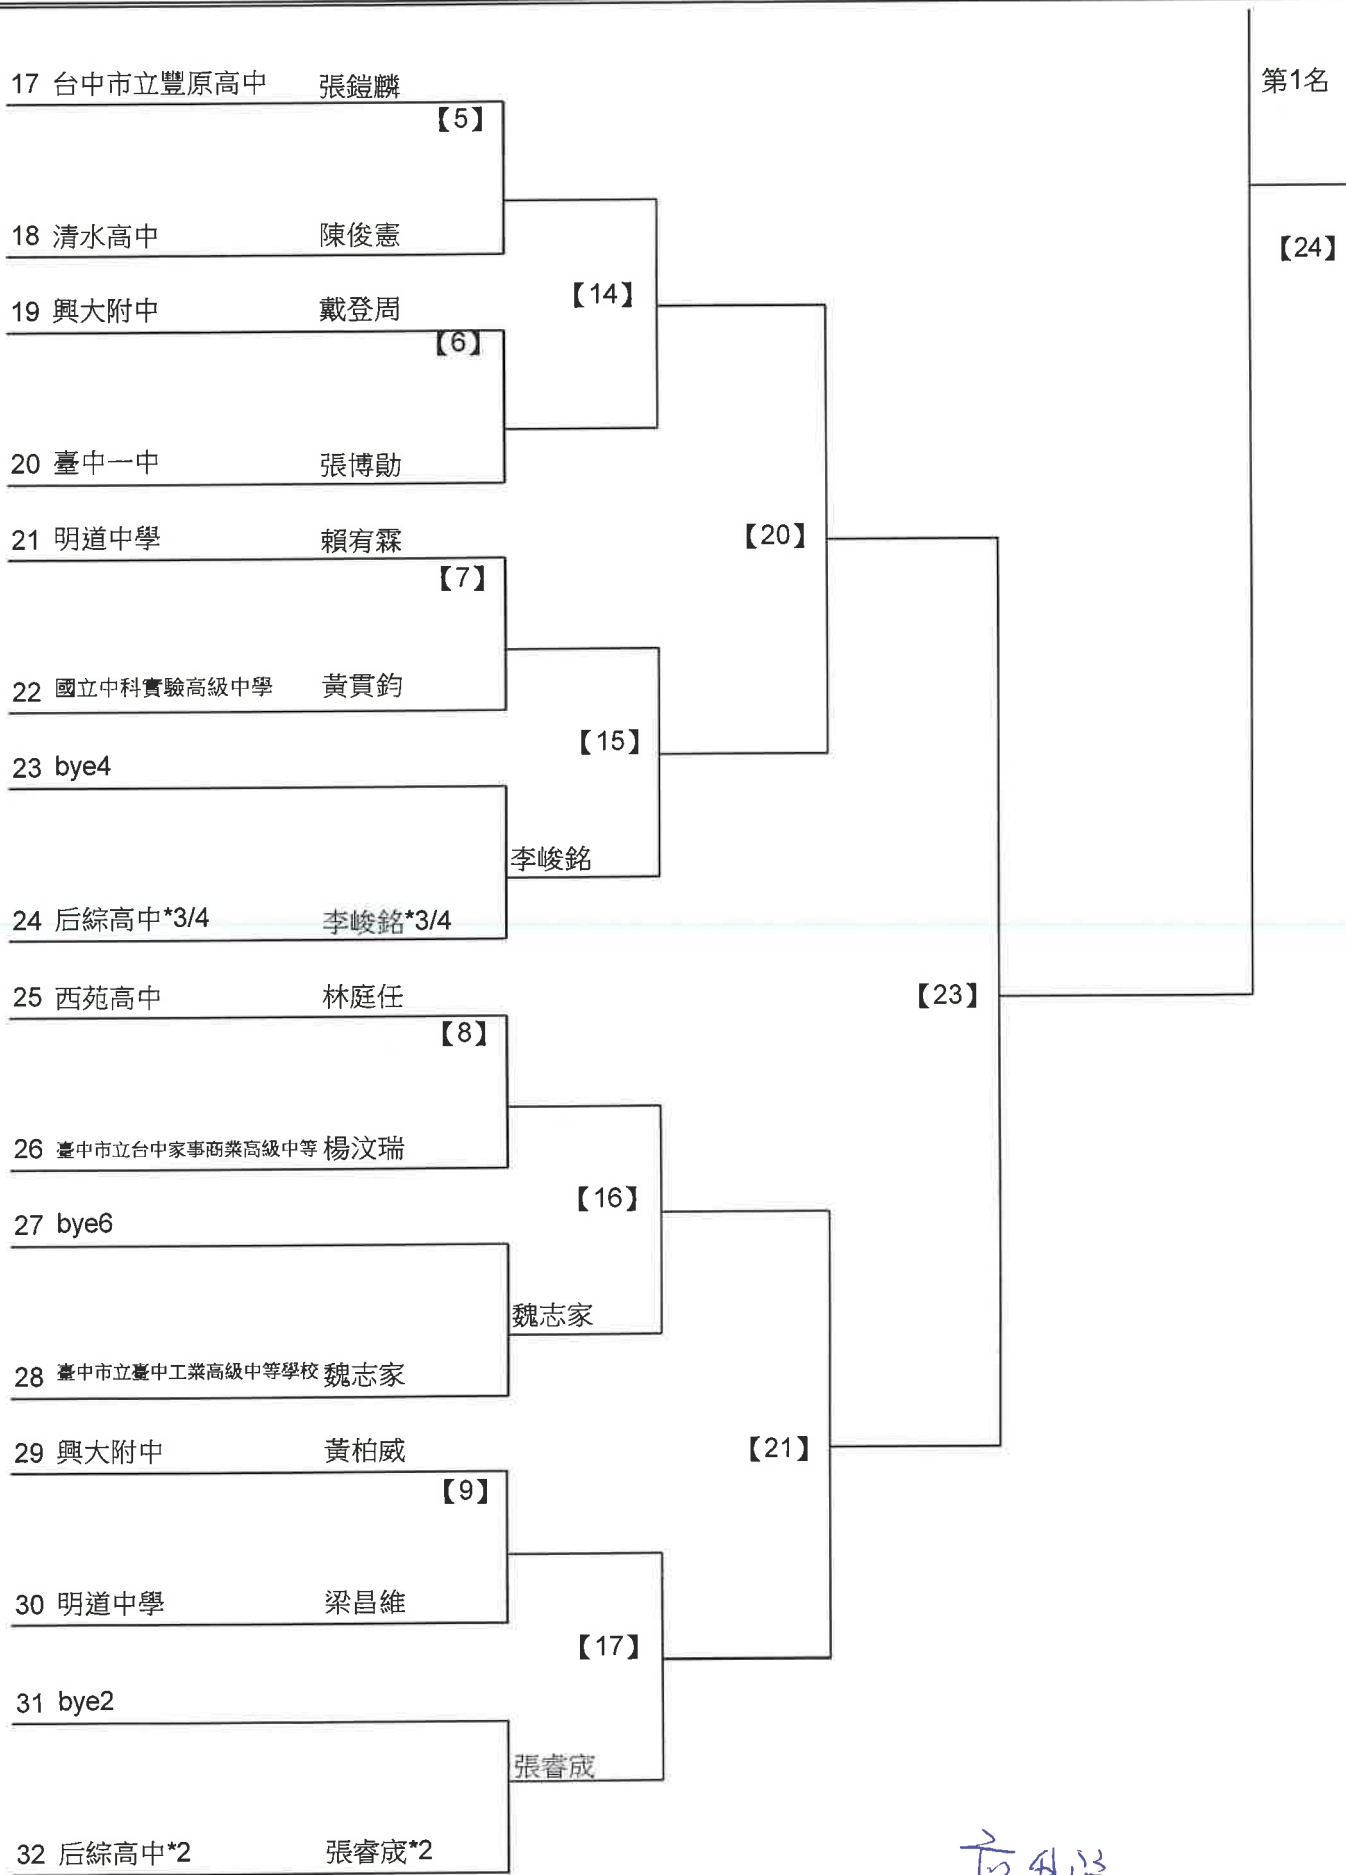 第1名
17 台中市立豐原高中 張鎧麟
【5】
18 清水高中 陳俊憲
【24】
【14】
19 興大附中 戴登周
【6】
20 臺中一中 張博勛
21 明道中學 賴宥霖
【20】
【7】
22 國立中科實驗高級中學 黃貫鈞
【15】
23 bye4
李峻銘
24 后綜高中*3/4 李峻銘*3/4
25 西苑高中 林庭任
【23】
【8】
26 臺中市立台中家事商業高級中等 楊汶瑞
【16】
27 bye6
魏志家
28 臺中市立臺中工業高級中等學校 魏志家
29 興大附中 黃柏威
【21】
【9】
30 明道中學 梁昌維
【17】
31 bye2
張睿宬
32 后綜高中*2 張睿宬*2